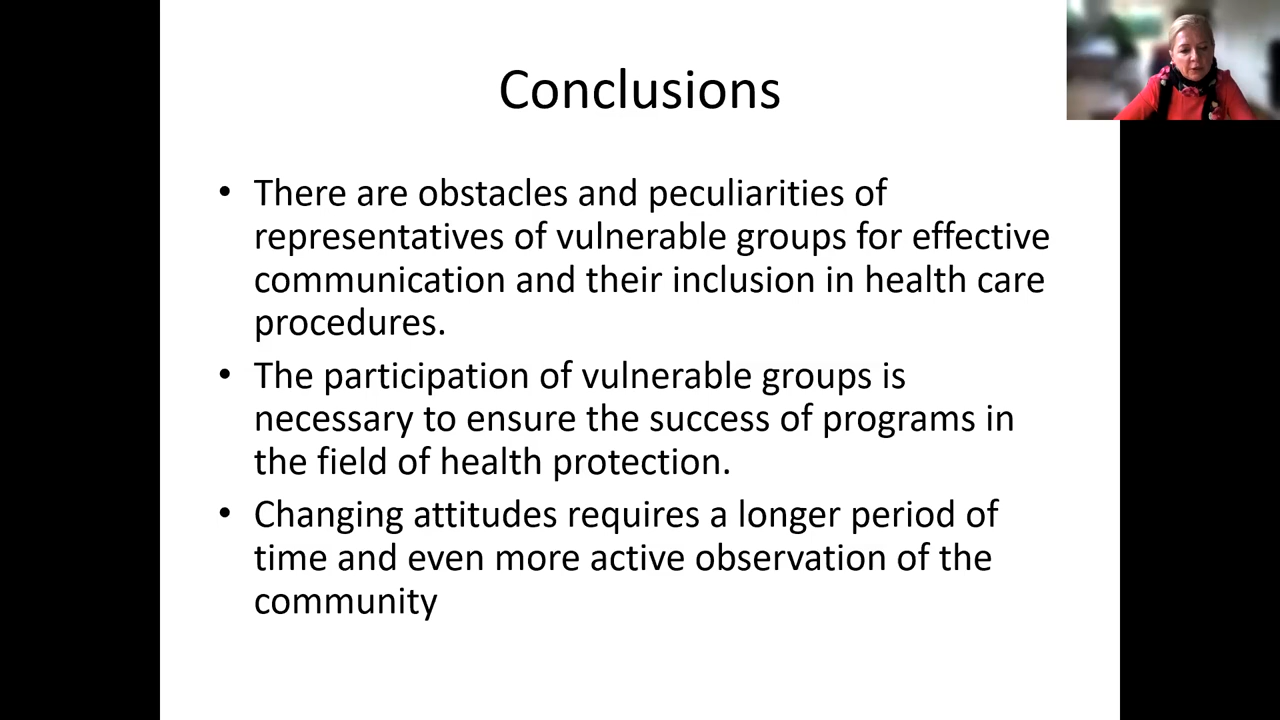 Conclusions
• There are obstacles and peculiarities of
representatives of vulnerable groups for effective
communication and their inclusion in health care
procedures.
• The participation of vulnerable groups is
necessary to ensure the success of programs in
the field of health protection.
• Changing attitudes requires a longer period of
time and even more active observation of the
community